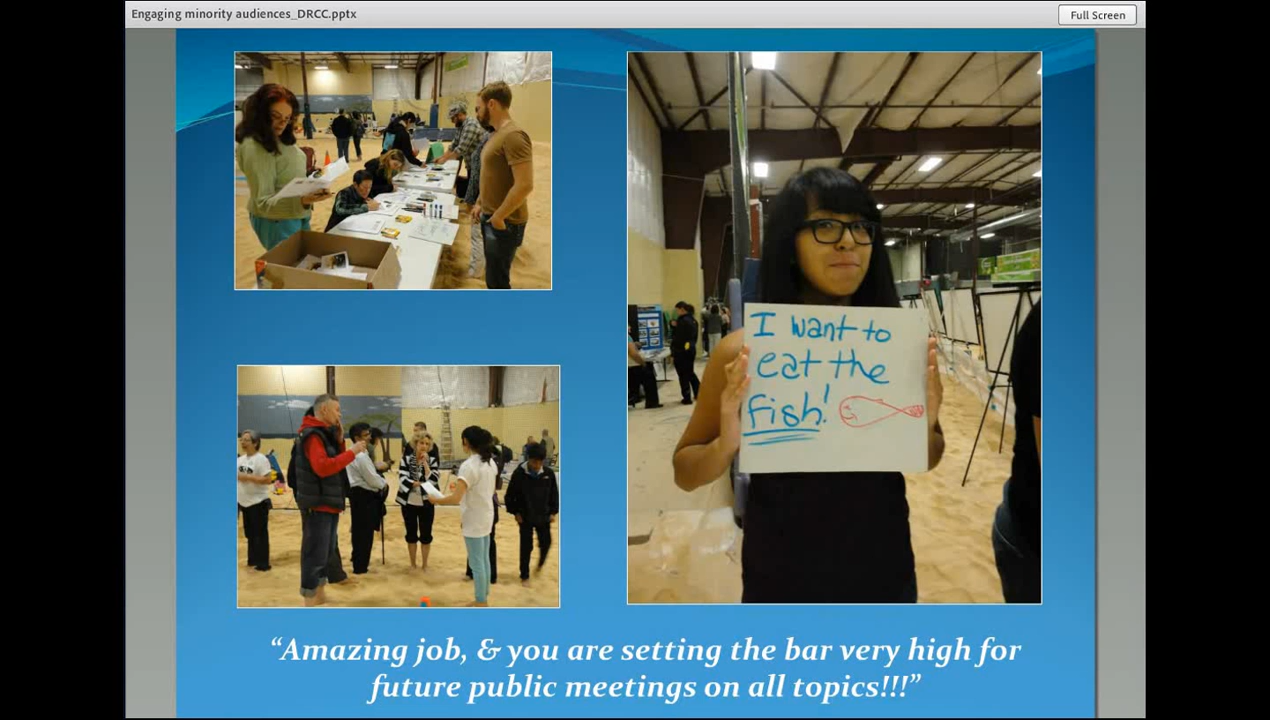 Engaging minority audiences_DRCC.pptx
Full Screen
I want to
eat the
fish!
“Amazing job, & you are setting the bar very high for
future public meetings on all topics!!!”